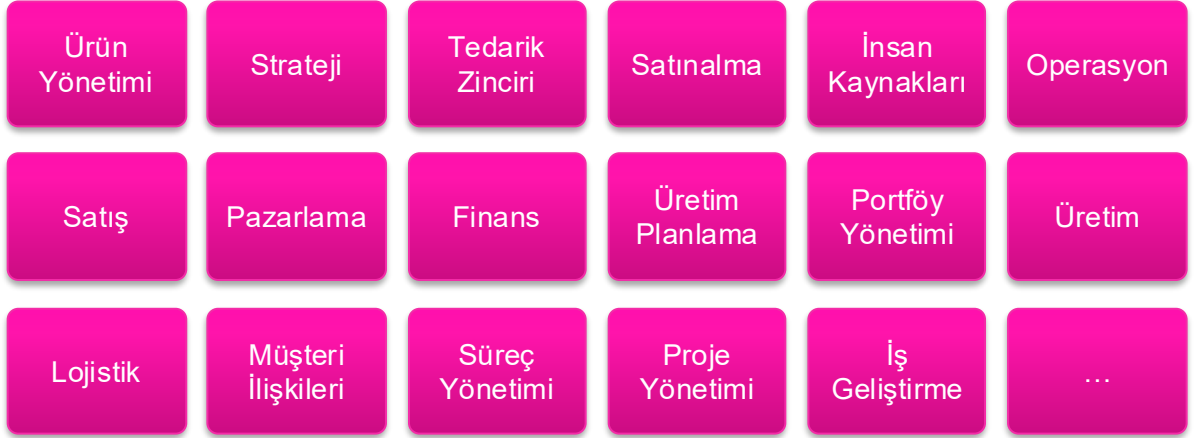 Ürün
Yönetimi
Strateji
Tedarik
Zinciri
Satınalma
İnsan
Kaynakları
Operasyon
Satış
Pazarlama
Finans
Üretim
Planlama
Portföy
Yönetimi
Üretim
Lojistik
Müşteri
İlişkileri
Süreç
Yönetimi
Proje
Yönetimi
İş
Geliştirme
…